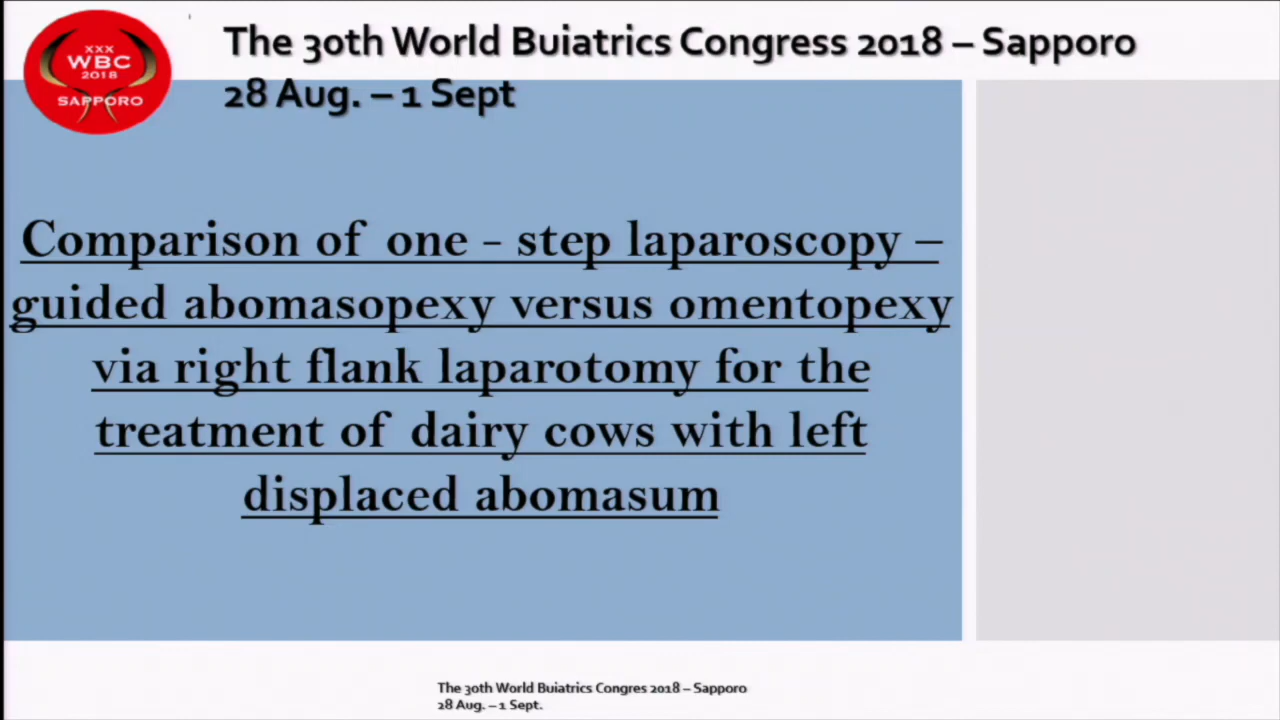 XXX
WBC
2018
SAPPORO
The 30th World Buiatrics Congress 2018 – Sapporo
28 Aug. – 1 Sept
Comparison of one - step laparoscopy –
guided abomasopexy versus omentopexy
via right flank laparotomy for the
treatment of dairy cows with left
displaced abomasum
The 30th World Buiatrics Congres 2018 – Sapporo
28 Aug. – 1 Sept.